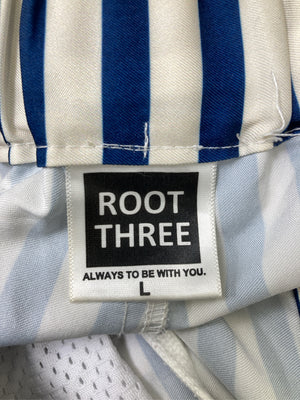 ROOT
THREE
ALWAYS TO BE WITH YOU.
L